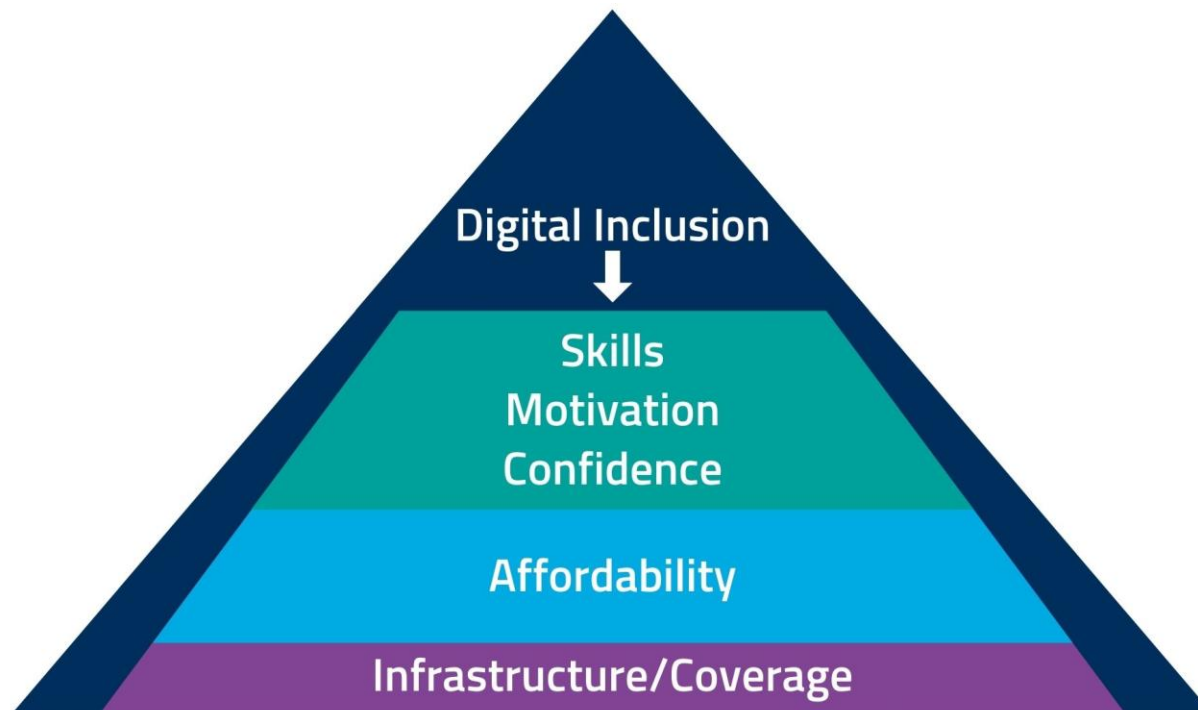 Digital Inclusion
Skills
Motivation
Confidence
Affordability
Infrastructure/Coverage